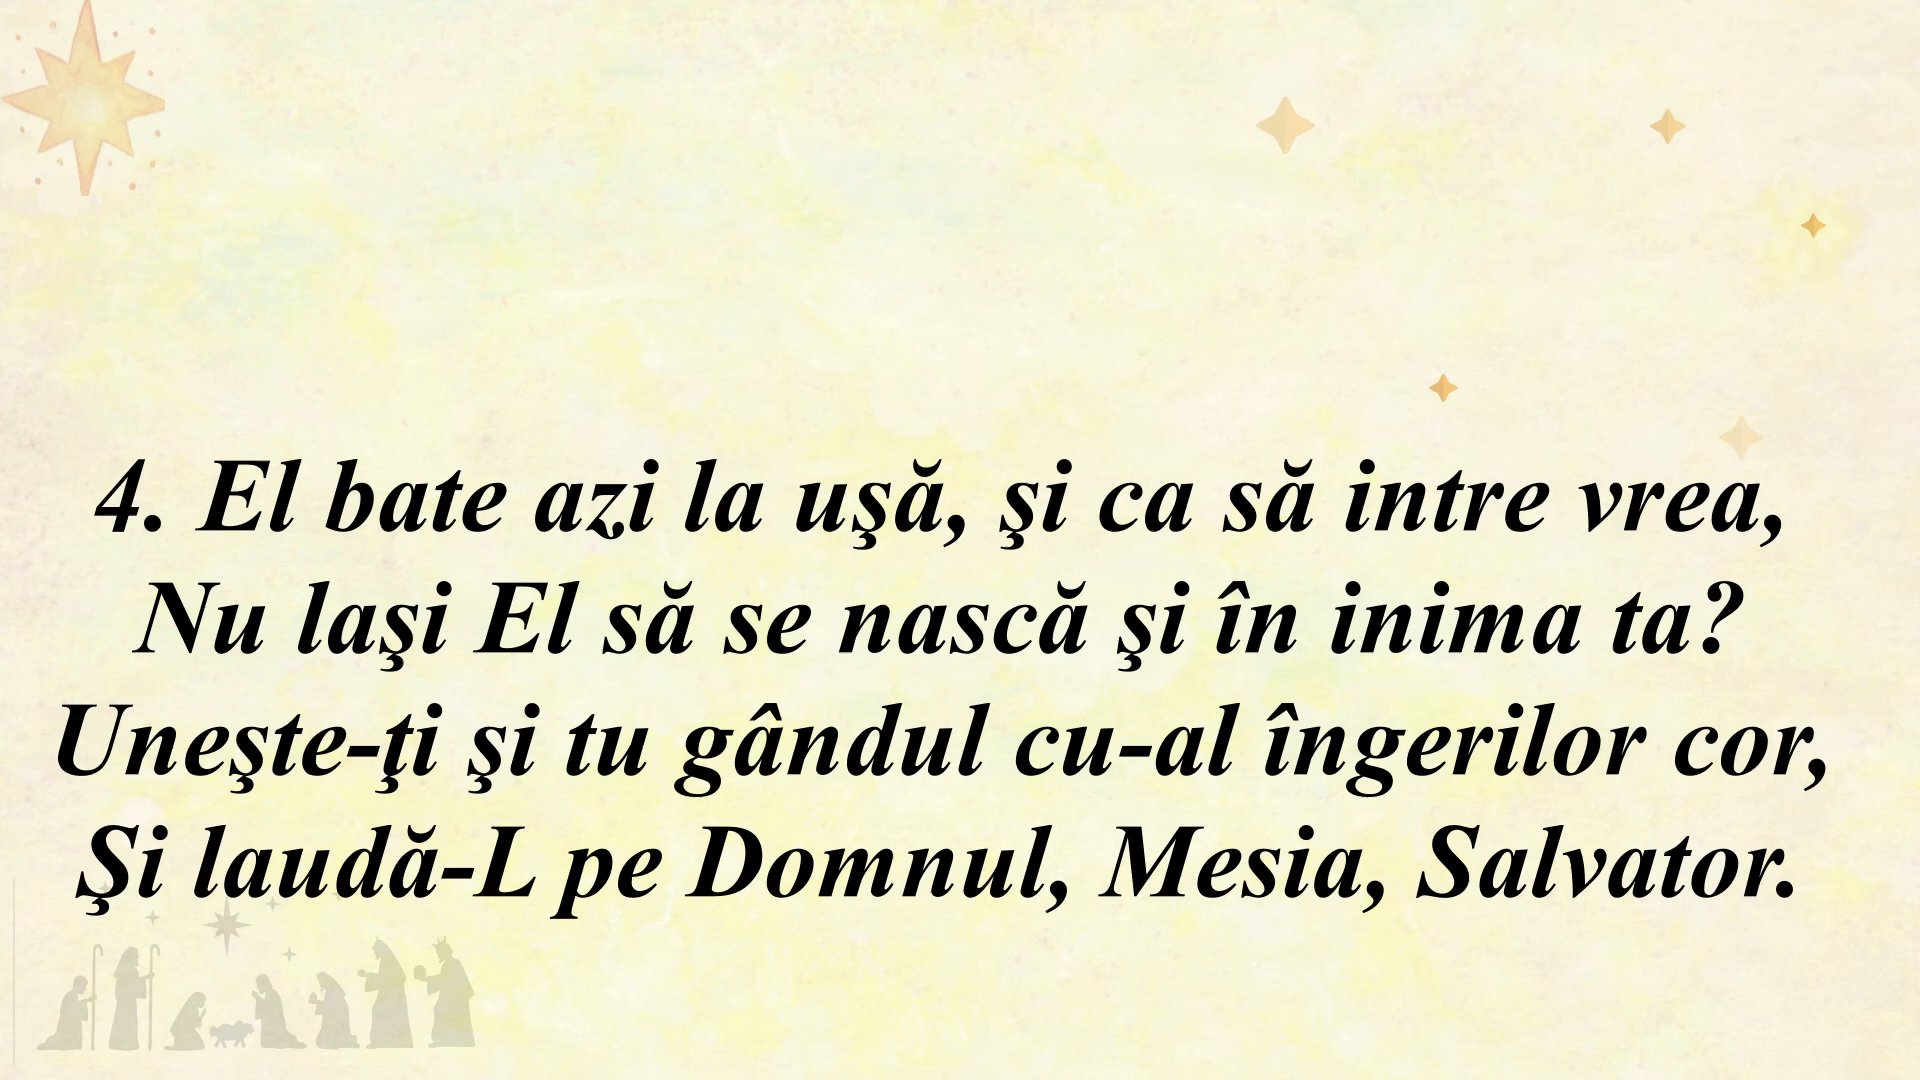 4. El bate azi la uşă, şi ca să intre vrea,
Nu laşi El să se nască şi în inima ta?
Uneşte-ţi şi tu gândul cu-al îngerilor cor,
Şi laudă-L pe Domnul, Mesia, Salvator.